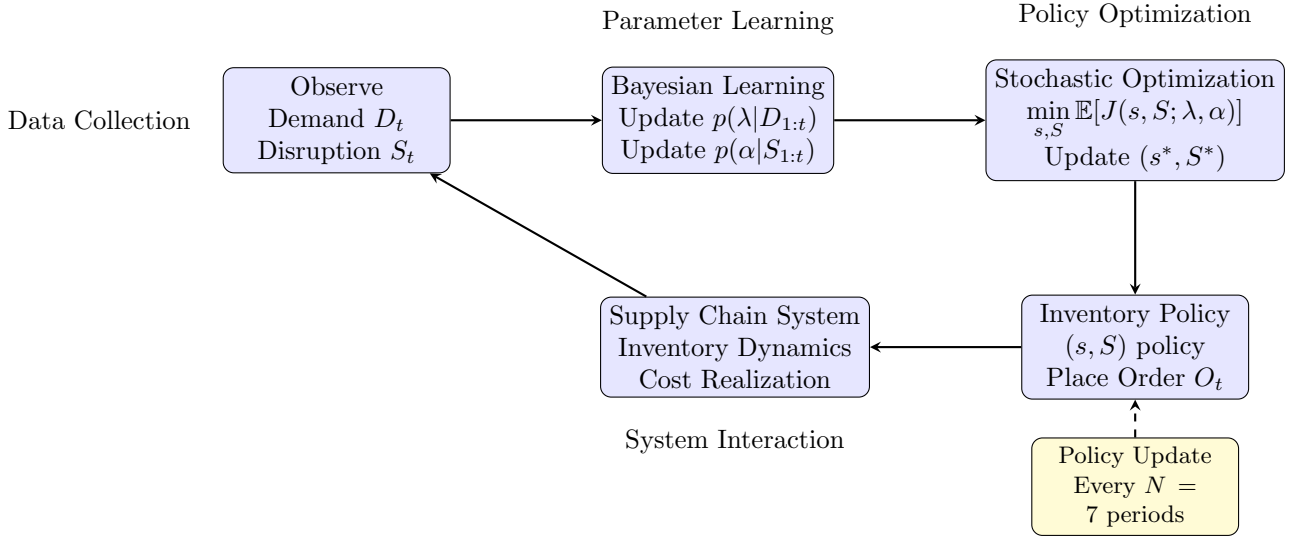 Parameter Learning
Policy Optimization
Data Collection
Observe
Demand $D_t$
Disruption $S_t$
Bayesian Learning
Update $p(\lambda|D_{1:t})$
Update $p(\alpha|S_{1:t})$
Stochastic Optimization
$\min_{s,S} \mathbb{E}[J(s, S; \lambda, \alpha)]$
Update $(s^*, S^*)$
Supply Chain System
Inventory Dynamics
Cost Realization
Inventory Policy
$(s, S)$ policy
Place Order $O_t$
System Interaction
Policy Update
Every $N =$
7 periods